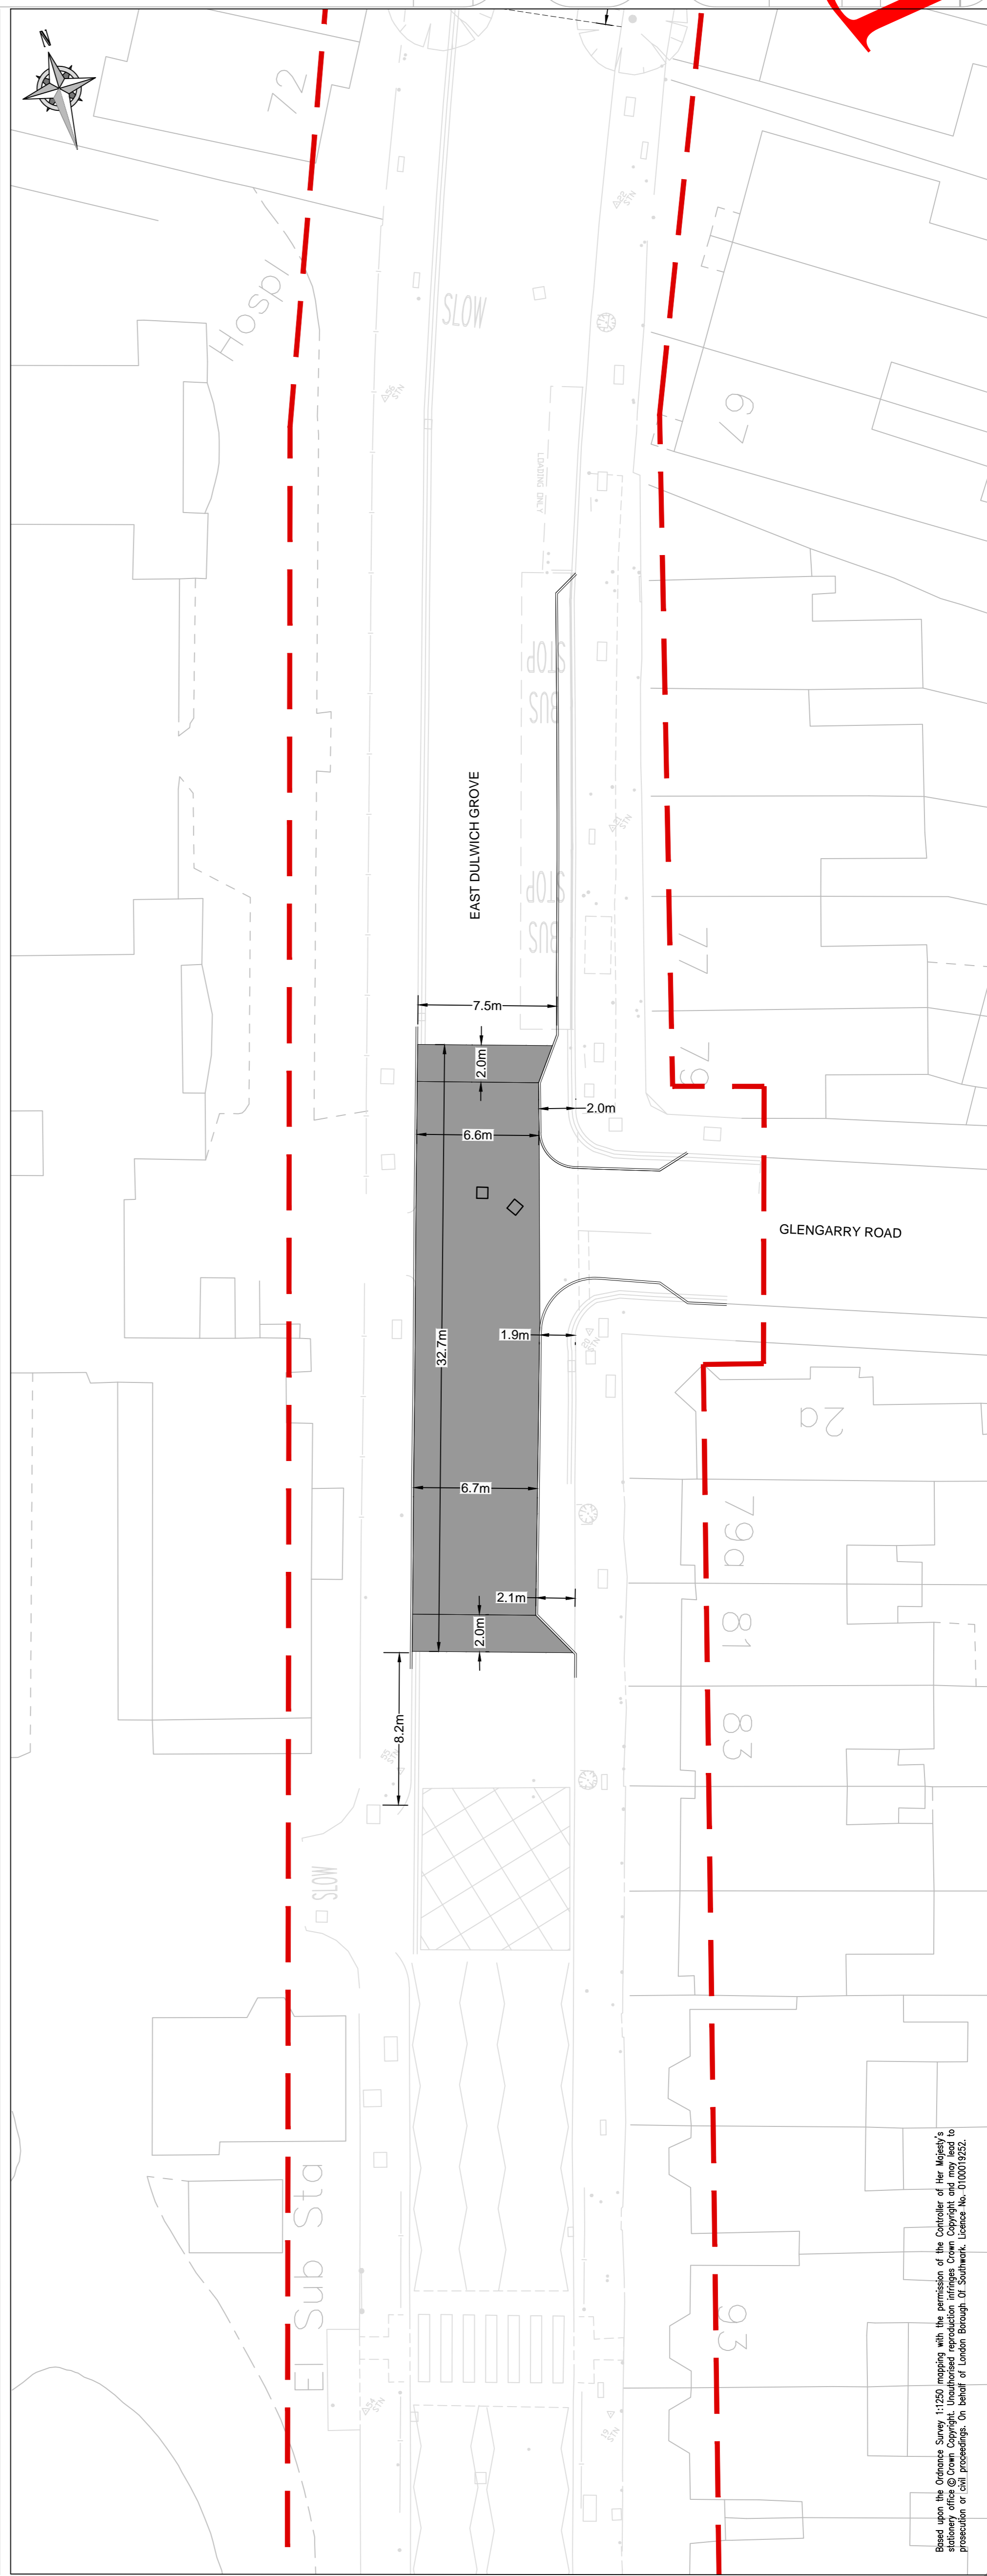 N
72
Hospl
SLOW
67
LOADING ONLY
STOP
BUS
EAST DULWICH GROVE
STOP
BUS
77
7.5m
79
2.0m
2.0m
6.6m
GLENGARRY ROAD
1.9m
32.7m
2a
6.7m
79a
2.1m
81
2.0m
8.2m
83
SLOW
El Sub Sta
93
Based upon the Ordnance Survey 1:1250 mapping with the permission of the Controller of Her Majesty's
stationery office © Crown Copyright. Unauthorised reproduction infringes Crown Copyright and may lead to
prosecution or civil proceedings. On behalf of London Borough Of Southwark. Licence No. 0100019252.